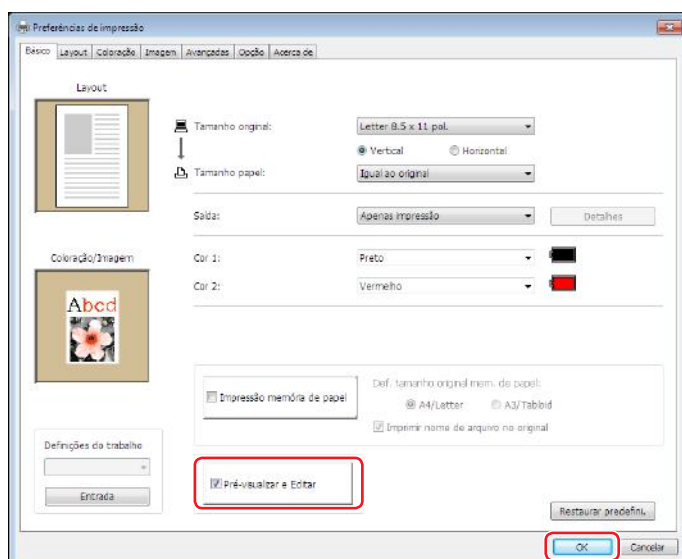 Preferências de impressão
Básico Layout Coloração Imagem Avançadas Opção Acerca de
Layout
Tamanho orginal: Letter 8.5 x 11 pol.
Vertical Horizontal
Tamanho papel: Igual ao original
Saída: Apenas impressão Detalhes
Coloração/Imagem
Cor 1: Preto
Cor 2: Vermelho
Abcd
Impressão memória de papel
Def. tamanho original mem. de papel:
A4/Letter A3/Tabloid
Imprimir nome de arquivo no original
Definições do trabalho
Entrada
Pré-visualizar e Editar
Restaurar predefini.
OK Cancelar